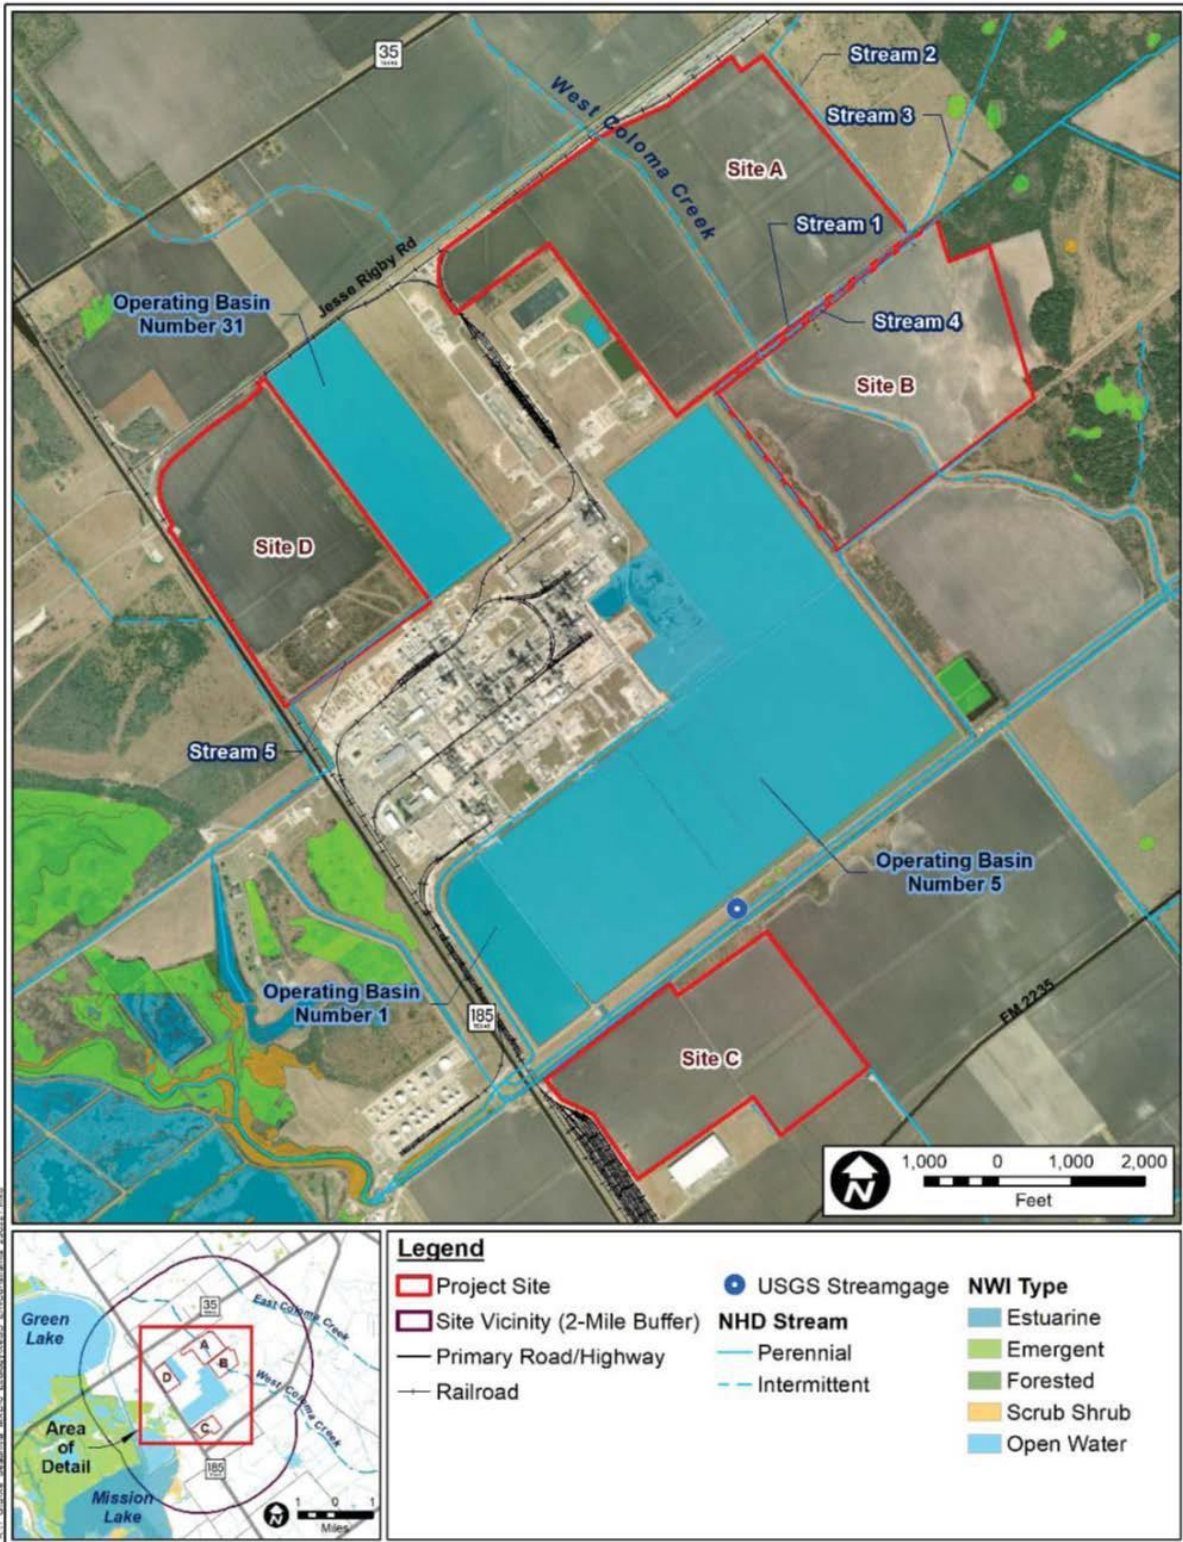 35
TEXAS
Stream 2
West Coloma Creek
Stream 3
Site A
Stream 1
Jesse Rigby Rd
Operating Basin
Number 31
Stream 4
Site B
Site D
Stream 5
Operating Basin
Number 5
Operating Basin
Number 1
185
TEXAS
FM 2235
Site C
N
1,000 0 1,000 2,000
Feet
Green
Lake
35
East Coloma Creek
A
B
D
West Coloma Creek
C
Area
of
Detail
185
Mission
Lake
N
1 0 1
Miles
Legend
Project Site
Site Vicinity (2-Mile Buffer)
Primary Road/Highway
Railroad
USGS Streamgage
NHD Stream
Perennial
Intermittent
NWI Type
Estuarine
Emergent
Forested
Scrub Shrub
Open Water